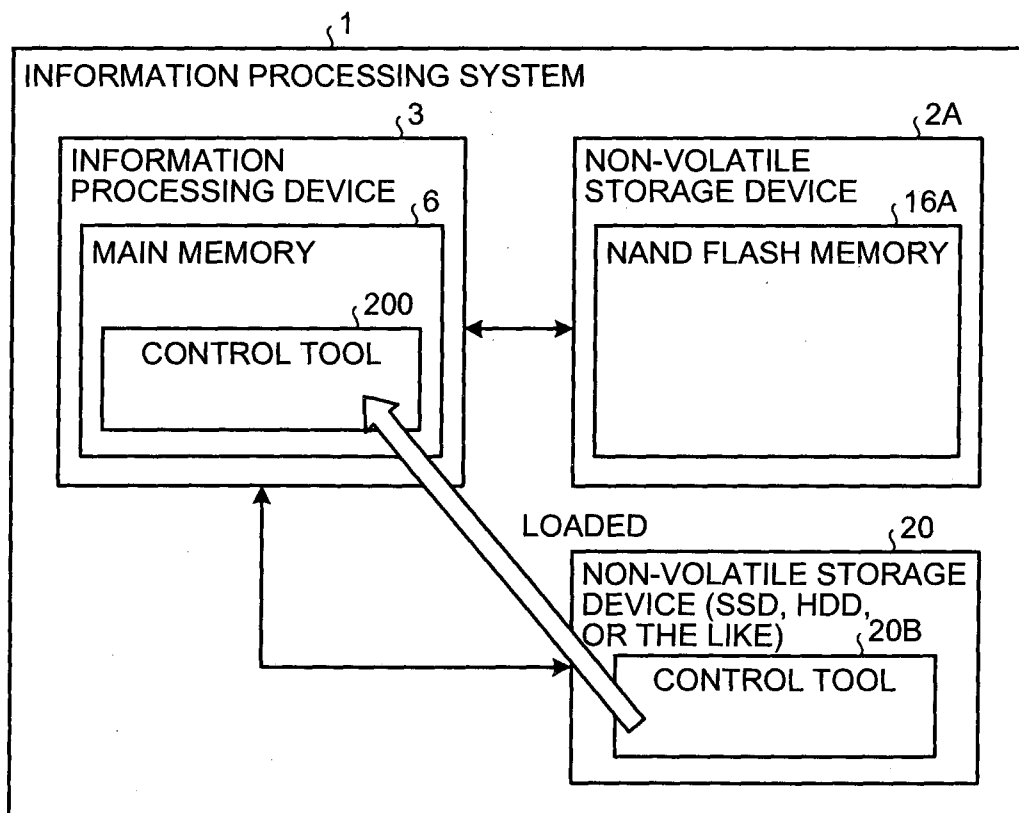 1
INFORMATION PROCESSING SYSTEM
3
INFORMATION
PROCESSING DEVICE
6
MAIN MEMORY
200
CONTROL TOOL
2A
NON-VOLATILE
STORAGE DEVICE
16A
NAND FLASH MEMORY
LOADED
20
NON-VOLATILE STORAGE
DEVICE (SSD, HDD,
OR THE LIKE)
20B
CONTROL TOOL